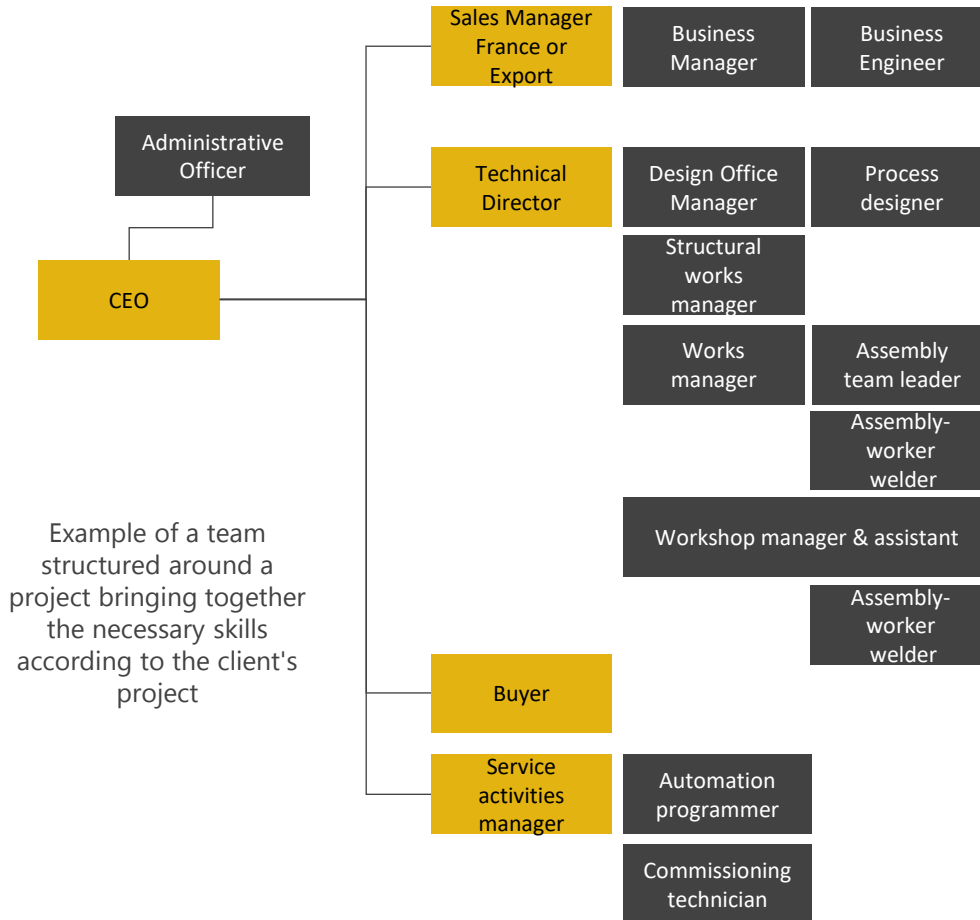 Sales Manager
France or
Export
Business
Manager
Business
Engineer
Administrative
Officer
Technical
Director
Design Office
Manager
Process
designer
CEO
Structural
works
manager
Works
manager
Assembly
team leader
Assembly-
worker
welder
Workshop manager & assistant
Example of a team
structured around a
project bringing together
the necessary skills
according to the client's
project
Assembly-
worker
welder
Buyer
Service
activities
manager
Automation
programmer
Commissioning
technician